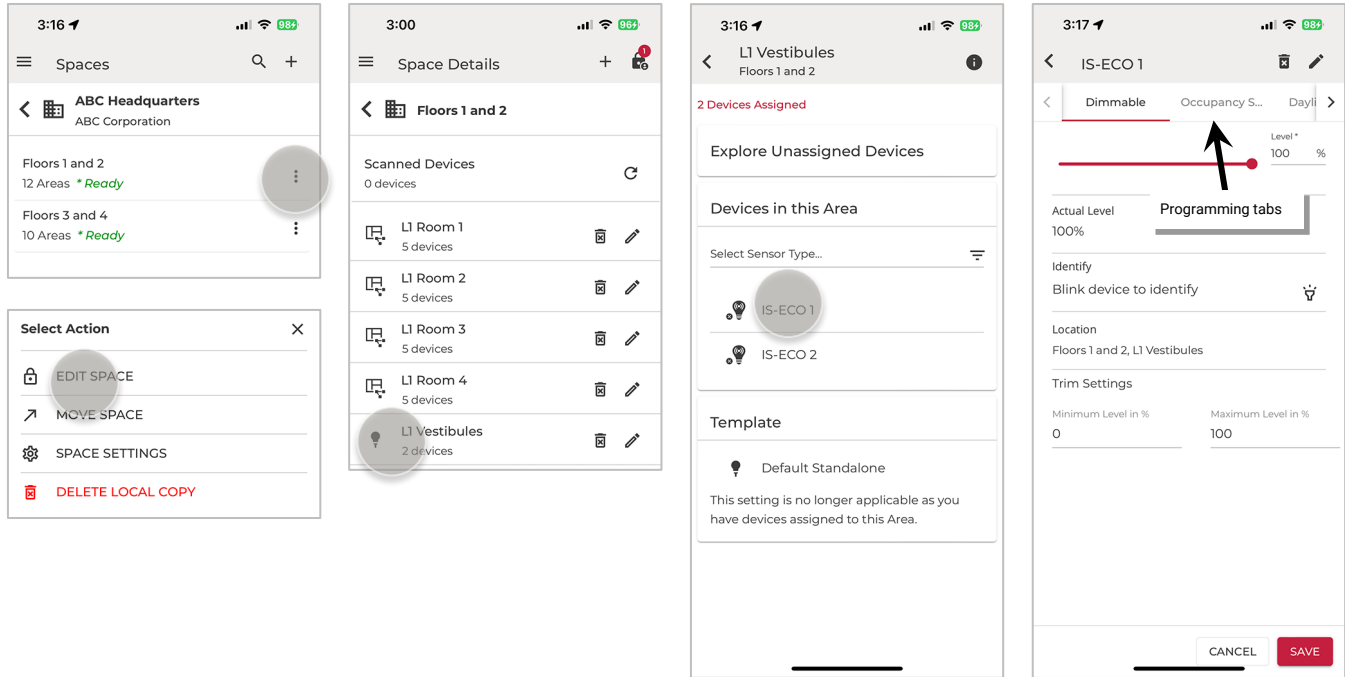 3:16
98
Spaces
ABC Headquarters
ABC Corporation
Floors 1 and 2
12 Areas * Ready
Floors 3 and 4
10 Areas * Ready
Select Action
EDIT SPACE
MOVE SPACE
SPACE SETTINGS
DELETE LOCAL COPY
3:00
96
Space Details
1
Floors 1 and 2
Scanned Devices
0 devices
L1 Room 1
5 devices
L1 Room 2
5 devices
L1 Room 3
5 devices
L1 Room 4
5 devices
L1 Vestibules
2 devices
3:16
98
L1 Vestibules
Floors 1 and 2
2 Devices Assigned
Explore Unassigned Devices
Devices in this Area
Select Sensor Type...
IS-ECO 1
IS-ECO 2
Template
Default Standalone
This setting is no longer applicable as you
have devices assigned to this Area.
3:17
98
IS-ECO 1
Dimmable Occupancy S... Dayli
Level *
100 %
Programming tabs
Actual Level
100%
Identify
Blink device to identify
Location
Floors 1 and 2, L1 Vestibules
Trim Settings
Minimum Level in % Maximum Level in %
0 100
CANCEL SAVE